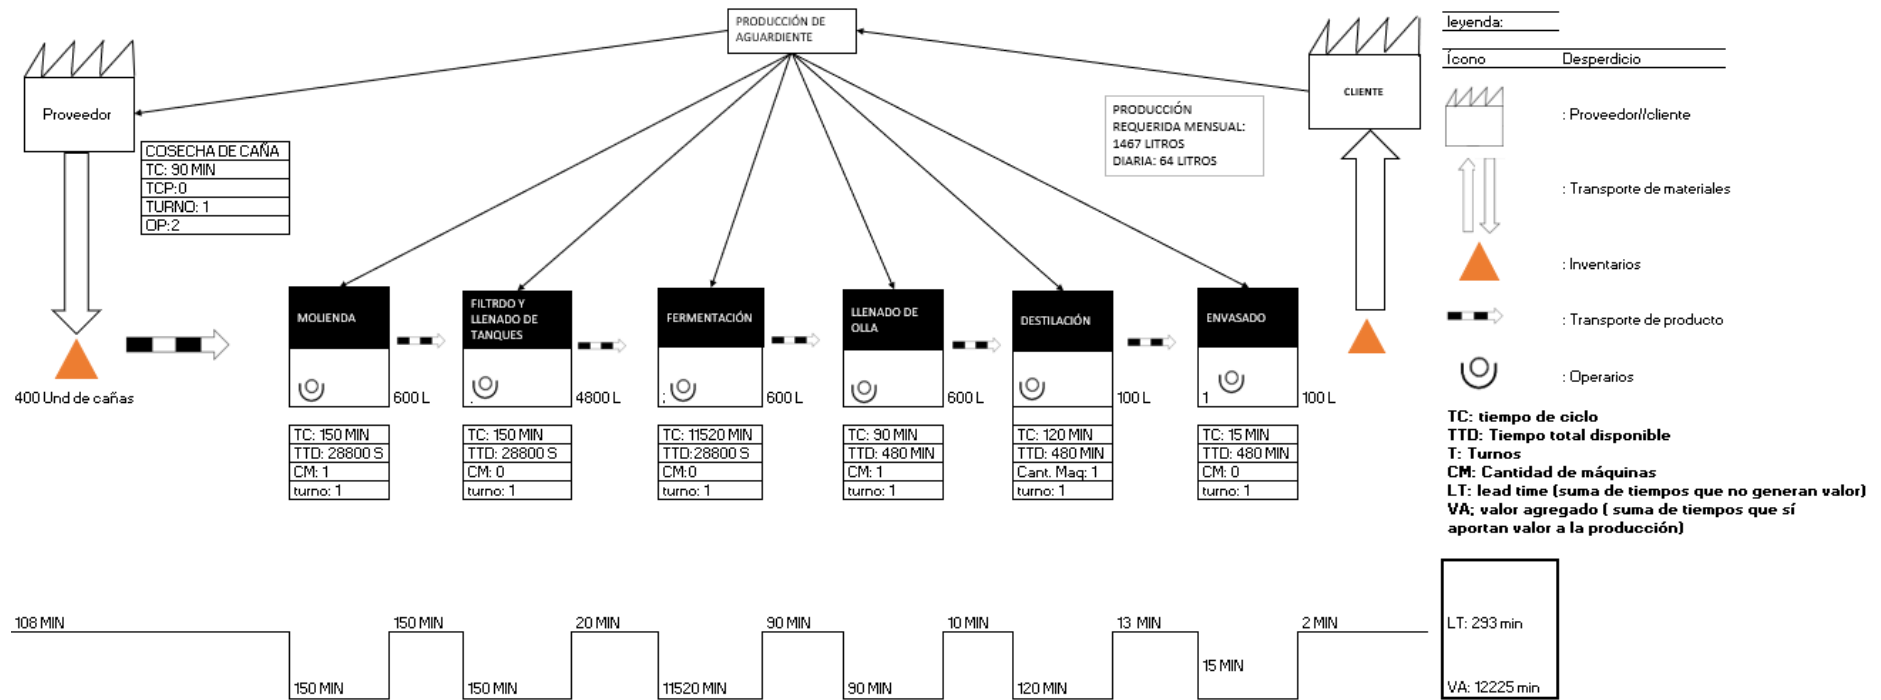 PRODUCCIÓN DE
AGUARDIENTE
Proveedor
COSECHA DE CAÑA
TC: 90 MIN
TCP:0
TURNO: 1
OP:2
400 Und de cañas
CLIENTE
PRODUCCIÓN
REQUERIDA MENSUAL:
1467 LITROS
DIARIA: 64 LITROS
MOLIENDA
600 L
TC: 150 MIN
TTD: 28800 S
CM: 1
turno: 1
FILTRDO Y
LLENADO DE
TANQUES
.
4800 L
TC: 150 MIN
TTD: 28800 S
CM: 0
turno: 1
FERMENTACIÓN
;
600 L
TC: 11520 MIN
TTD:28800 S
CM:0
turno: 1
LLENADO DE
OLLA
600 L
TC: 90 MIN
TTD: 480 MIN
CM: 1
turno: 1
DESTILACIÓN
100 L
TC: 120 MIN
TTD: 480 MIN
Cant. Maq: 1
turno: 1
ENVASADO
1
100 L
TC: 15 MIN
TTD: 480 MIN
CM: 0
turno: 1
108 MIN
150 MIN
150 MIN
150 MIN
20 MIN
11520 MIN
90 MIN
90 MIN
10 MIN
120 MIN
13 MIN
15 MIN
2 MIN
LT: 293 min
VA: 12225 min
leyenda:
Ícono Desperdicio
: Proveedor//cliente
: Transporte de materiales
: Inventarios
: Transporte de producto
: Operarios
TC: tiempo de ciclo
TTD: Tiempo total disponible
T: Turnos
CM: Cantidad de máquinas
LT: lead time (suma de tiempos que no generan valor)
VA; valor agregado ( suma de tiempos que sí
aportan valor a la producción)